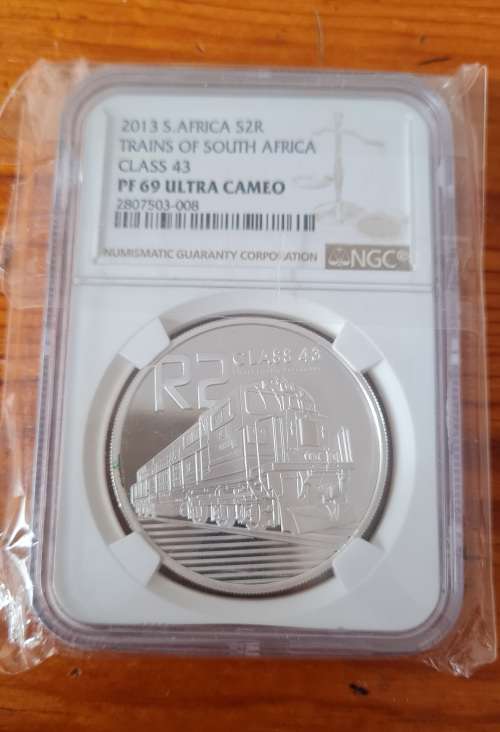 2013 S.AFRICA S2R
TRAINS OF SOUTH AFRICA
CLASS 43
PF 69 ULTRA CAMEO
2807503-008
NUMISMATIC GUARANTY CORPORATION
NGC®
R2
CLASS 43